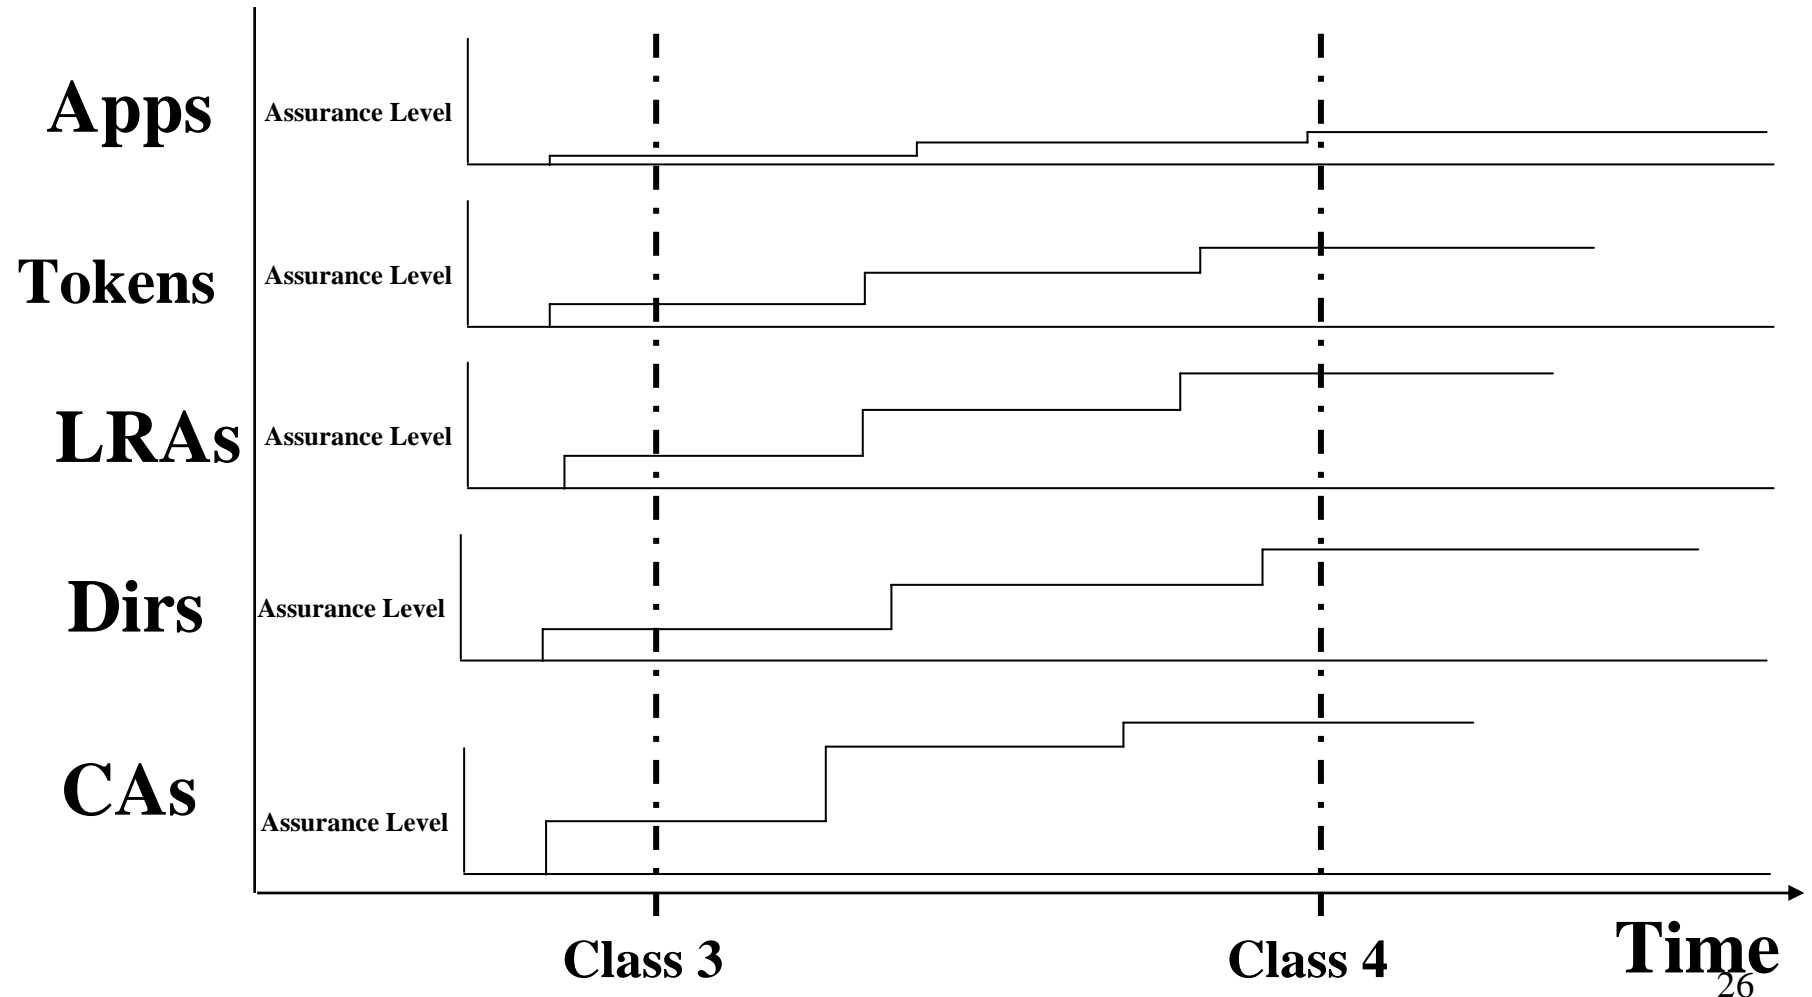 Apps
Assurance Level
Tokens
Assurance Level
LRAs
Assurance Level
Dirs
Assurance Level
CAs
Assurance Level
Class 3
Class 4
Time
26